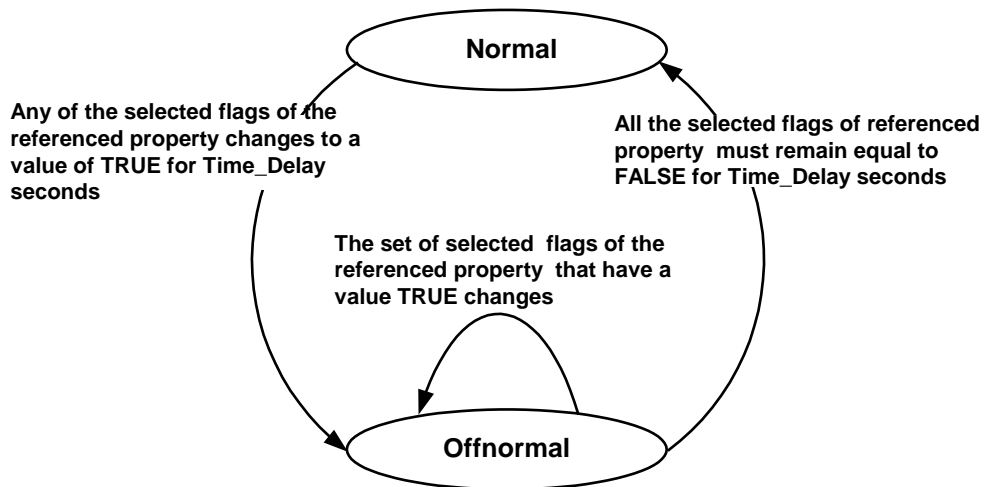 Normal
Any of the selected flags of the
referenced property changes to a
value of TRUE for Time_Delay
seconds
All the selected flags of referenced
property must remain equal to
FALSE for Time_Delay seconds
The set of selected flags of the
referenced property that have a
value TRUE changes
Offnormal